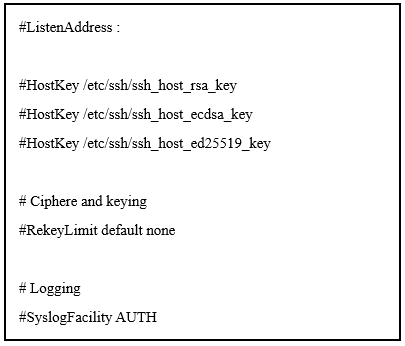 #ListenAddress :
#HostKey /etc/ssh/ssh_host_rsa_key
#HostKey /etc/ssh/ssh_host_ecdsa_key
#HostKey /etc/ssh/ssh_host_ed25519_key
# Ciphere and keying
#RekeyLimit default none
# Logging
#SyslogFacility AUTH